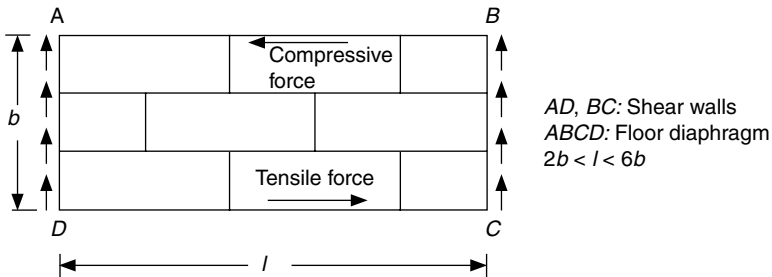 A
B
Compressive
force
b
AD, BC: Shear walls
ABCD: Floor diaphragm
2b < l < 6b
Tensile force
D
C
l